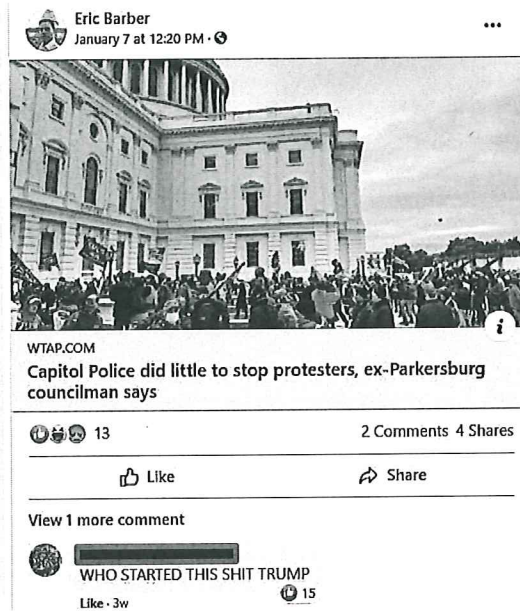 Eric Barber
January 7 at 12:20 PM ·
WTAP.COM
Capitol Police did little to stop protesters, ex-Parkersburg
councilman says
13
2 Comments 4 Shares
Like
Share
View 1 more comment
WHO STARTED THIS SHIT TRUMP
Like · 3w
15